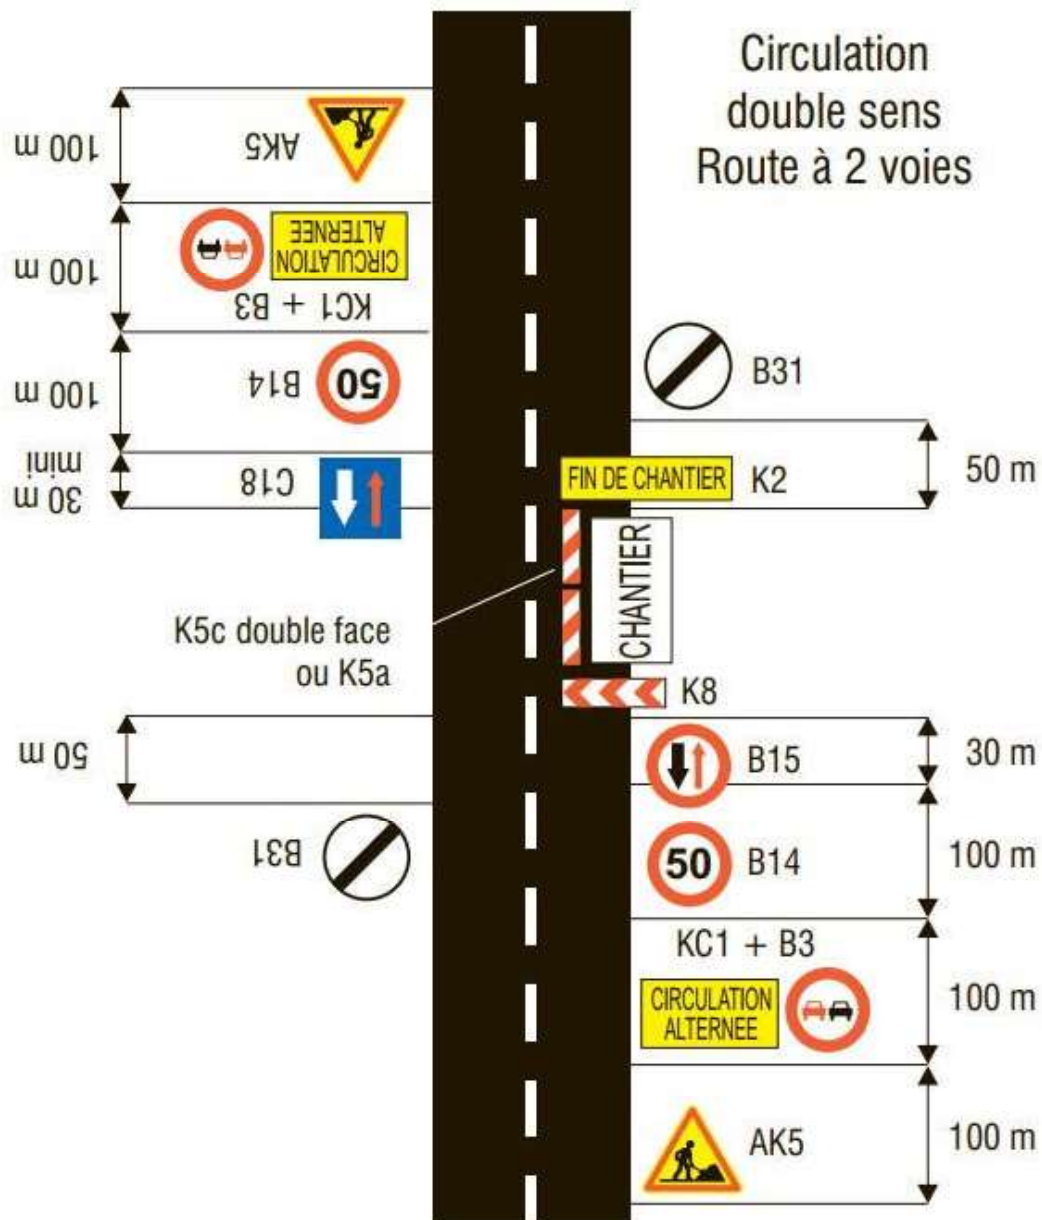 Circulation
double sens
Route à 2 voies
100 m
AK5
100 m
CIRCULATION
ALTERNEE
KC1 + B3
100 m
B14
50
30 m
mini
C18
B31
50 m
FIN DE CHANTIER
K2
CHANTIER
K5c double face
ou K5a
K8
50 m
B31
B15
30 m
50
B14
100 m
KC1 + B3
CIRCULATION
ALTERNEE
100 m
AK5
100 m